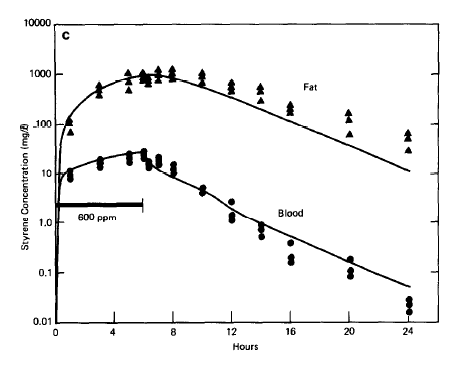 10000
C
1000
Fat
.100
10
600 ppm
1.0
Blood
0.1
0.01
0 4 8 12 16 20 24
Hours
Styrene Concentration (mg/ℓ)